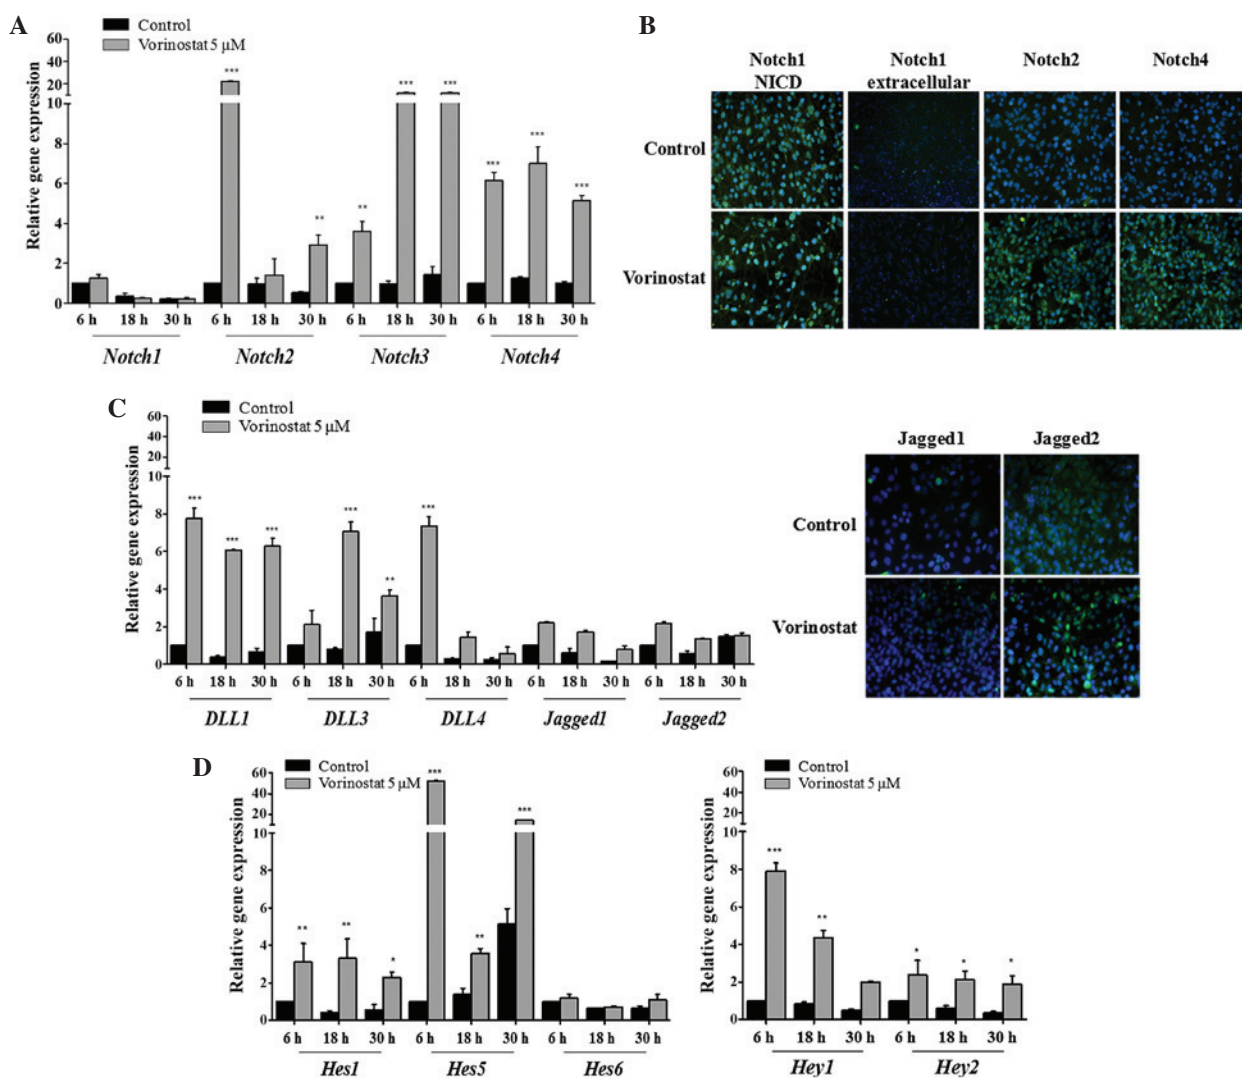 A
Control
Vorinostat 5 µM
Relative gene expression
60
40
20
10
8
6
4
2
0
***
**
**
***
***
***
***
***
6 h 18 h 30 h 6 h 18 h 30 h 6 h 18 h 30 h 6 h 18 h 30 h
Notch1 Notch2 Notch3 Notch4
B
Notch1 NICD
Notch1 extracellular
Notch2
Notch4
Control
Vorinostat
C
Control
Vorinostat 5 µM
Relative gene expression
60
40
20
10
8
6
4
2
0
***
***
***
***
**
***
6 h 18 h 30 h 6 h 18 h 30 h 6 h 18 h 30 h 6 h 18 h 30 h 6 h 18 h 30 h
DLL1 DLL3 DLL4 Jagged1 Jagged2
Jagged1 Jagged2
Control
Vorinostat
D
Control
Vorinostat 5 µM
Relative gene expression
60
40
20
10
8
6
4
2
0
**
**
*
***
**
***
6 h 18 h 30 h 6 h 18 h 30 h 6 h 18 h 30 h
Hes1 Hes5 Hes6
Control
Vorinostat 5 µM
Relative gene expression
60
40
20
10
8
6
4
2
0
***
**
*
*
*
6 h 18 h 30 h 6 h 18 h 30 h
Hey1 Hey2